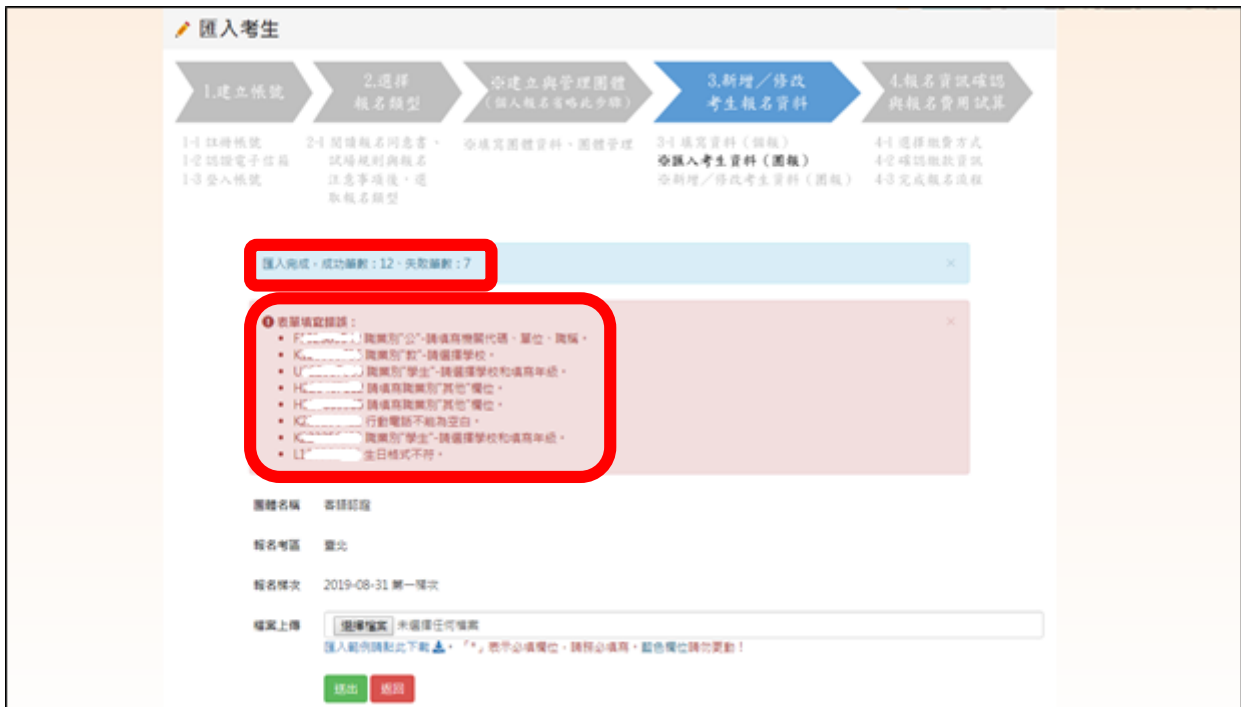 匯入考生
1.建立帳號
2.選擇
報名類型
※建立與管理團體
(個人報名省略此步驟)
3.新增／修改
考生報名資料
4.報名資訊確認
與報名費用試算
1-1 註冊帳號
1-2 認證電子信箱
1-3 登入帳號
2-1 閱讀報名同意書、
試場規則與報名
注意事項後，選
取報名類型
※填寫團體資料、團體管理
3-1 填寫資料（個報）
※匯入考生資料（團報）
※新增／修改考生資料（團報）
4-1 選擇繳費方式
4-2 確認繳款資訊
4-3 完成報名流程
匯入完成。成功筆數：12、失敗筆數：7
×
表單填寫錯誤：
×
職業別"公"-請填寫機關代碼、單位、職稱。
職業別"教"-請選擇學校。
職業別"學生"-請選擇學校和填寫年級。
請填寫職業別"其他"欄位。
請填寫職業別"其他"欄位。
行動電話不能為空白。
職業別"學生"-請選擇學校和填寫年級。
生日格式不符。
團體名稱 客語認證
報名考區 臺北
報名梯次 2019-08-31 第一梯次
檔案上傳 選擇檔案 未選擇任何檔案
匯入範例請點此下載 。「*」表示必填欄位，請務必填寫，藍色欄位請勿更動！
送出 返回